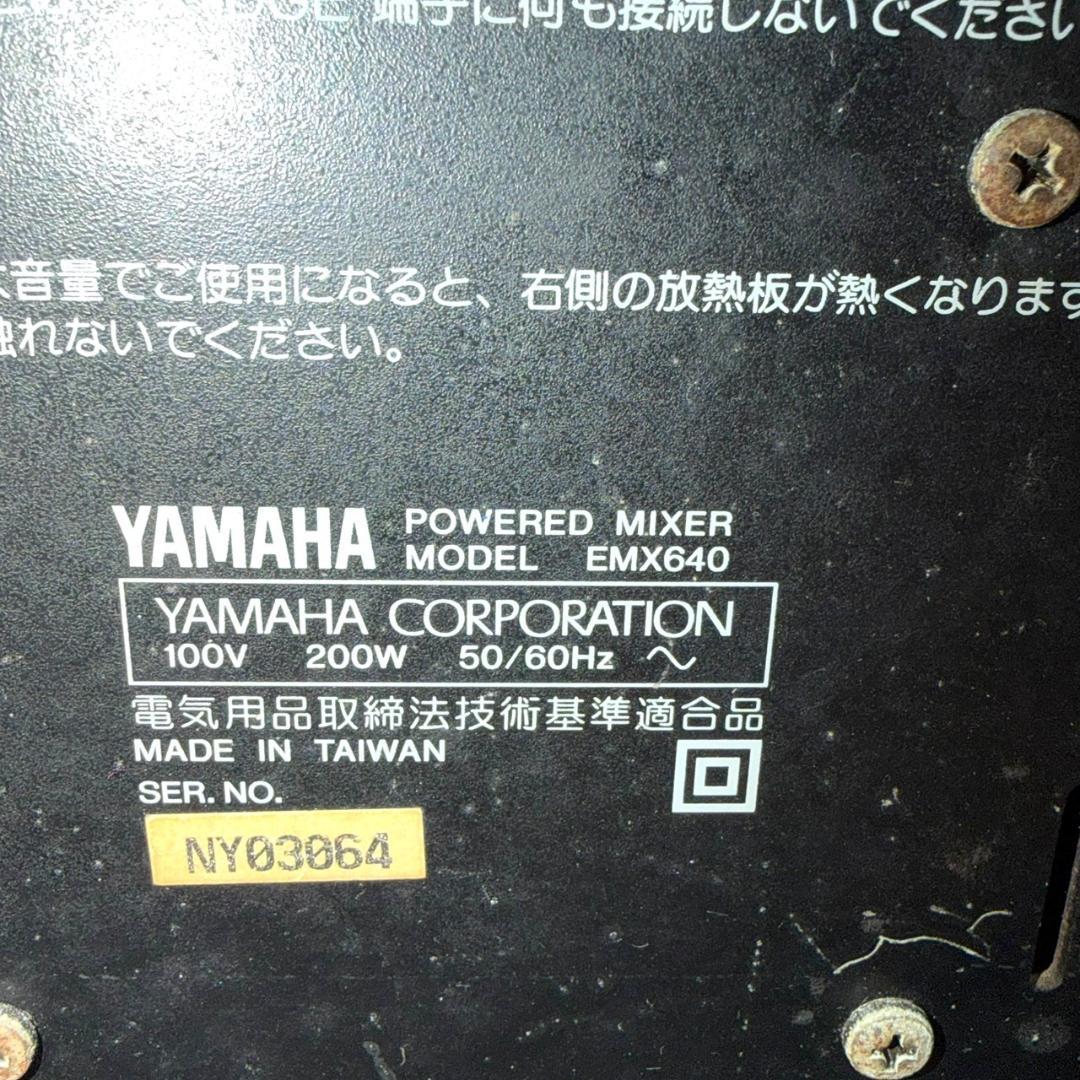 端子に何も接続しないでください
大音量でご使用になると、右側の放熱板が熱くなります
触れないでください。
YAMAHA POWERED MIXER
MODEL EMX640
YAMAHA CORPORATION
100V 200W 50/60Hz ～
電気用品取締法技術基準適合品
MADE IN TAIWAN
SER. NO.
NY03064